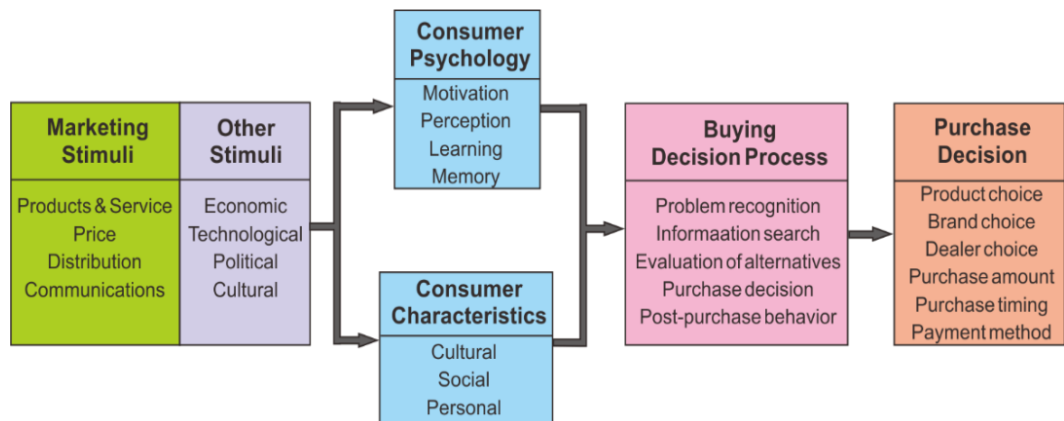 Marketing
Stimuli
Products & Service
Price
Distribution
Communications
Other
Stimuli
Economic
Technological
Political
Cultural
Consumer
Psychology
Motivation
Perception
Learning
Memory
Consumer
Characteristics
Cultural
Social
Personal
Buying
Decision Process
Problem recognition
Informaation search
Evaluation of alternatives
Purchase decision
Post-purchase behavior
Purchase
Decision
Product choice
Brand choice
Dealer choice
Purchase amount
Purchase timing
Payment method